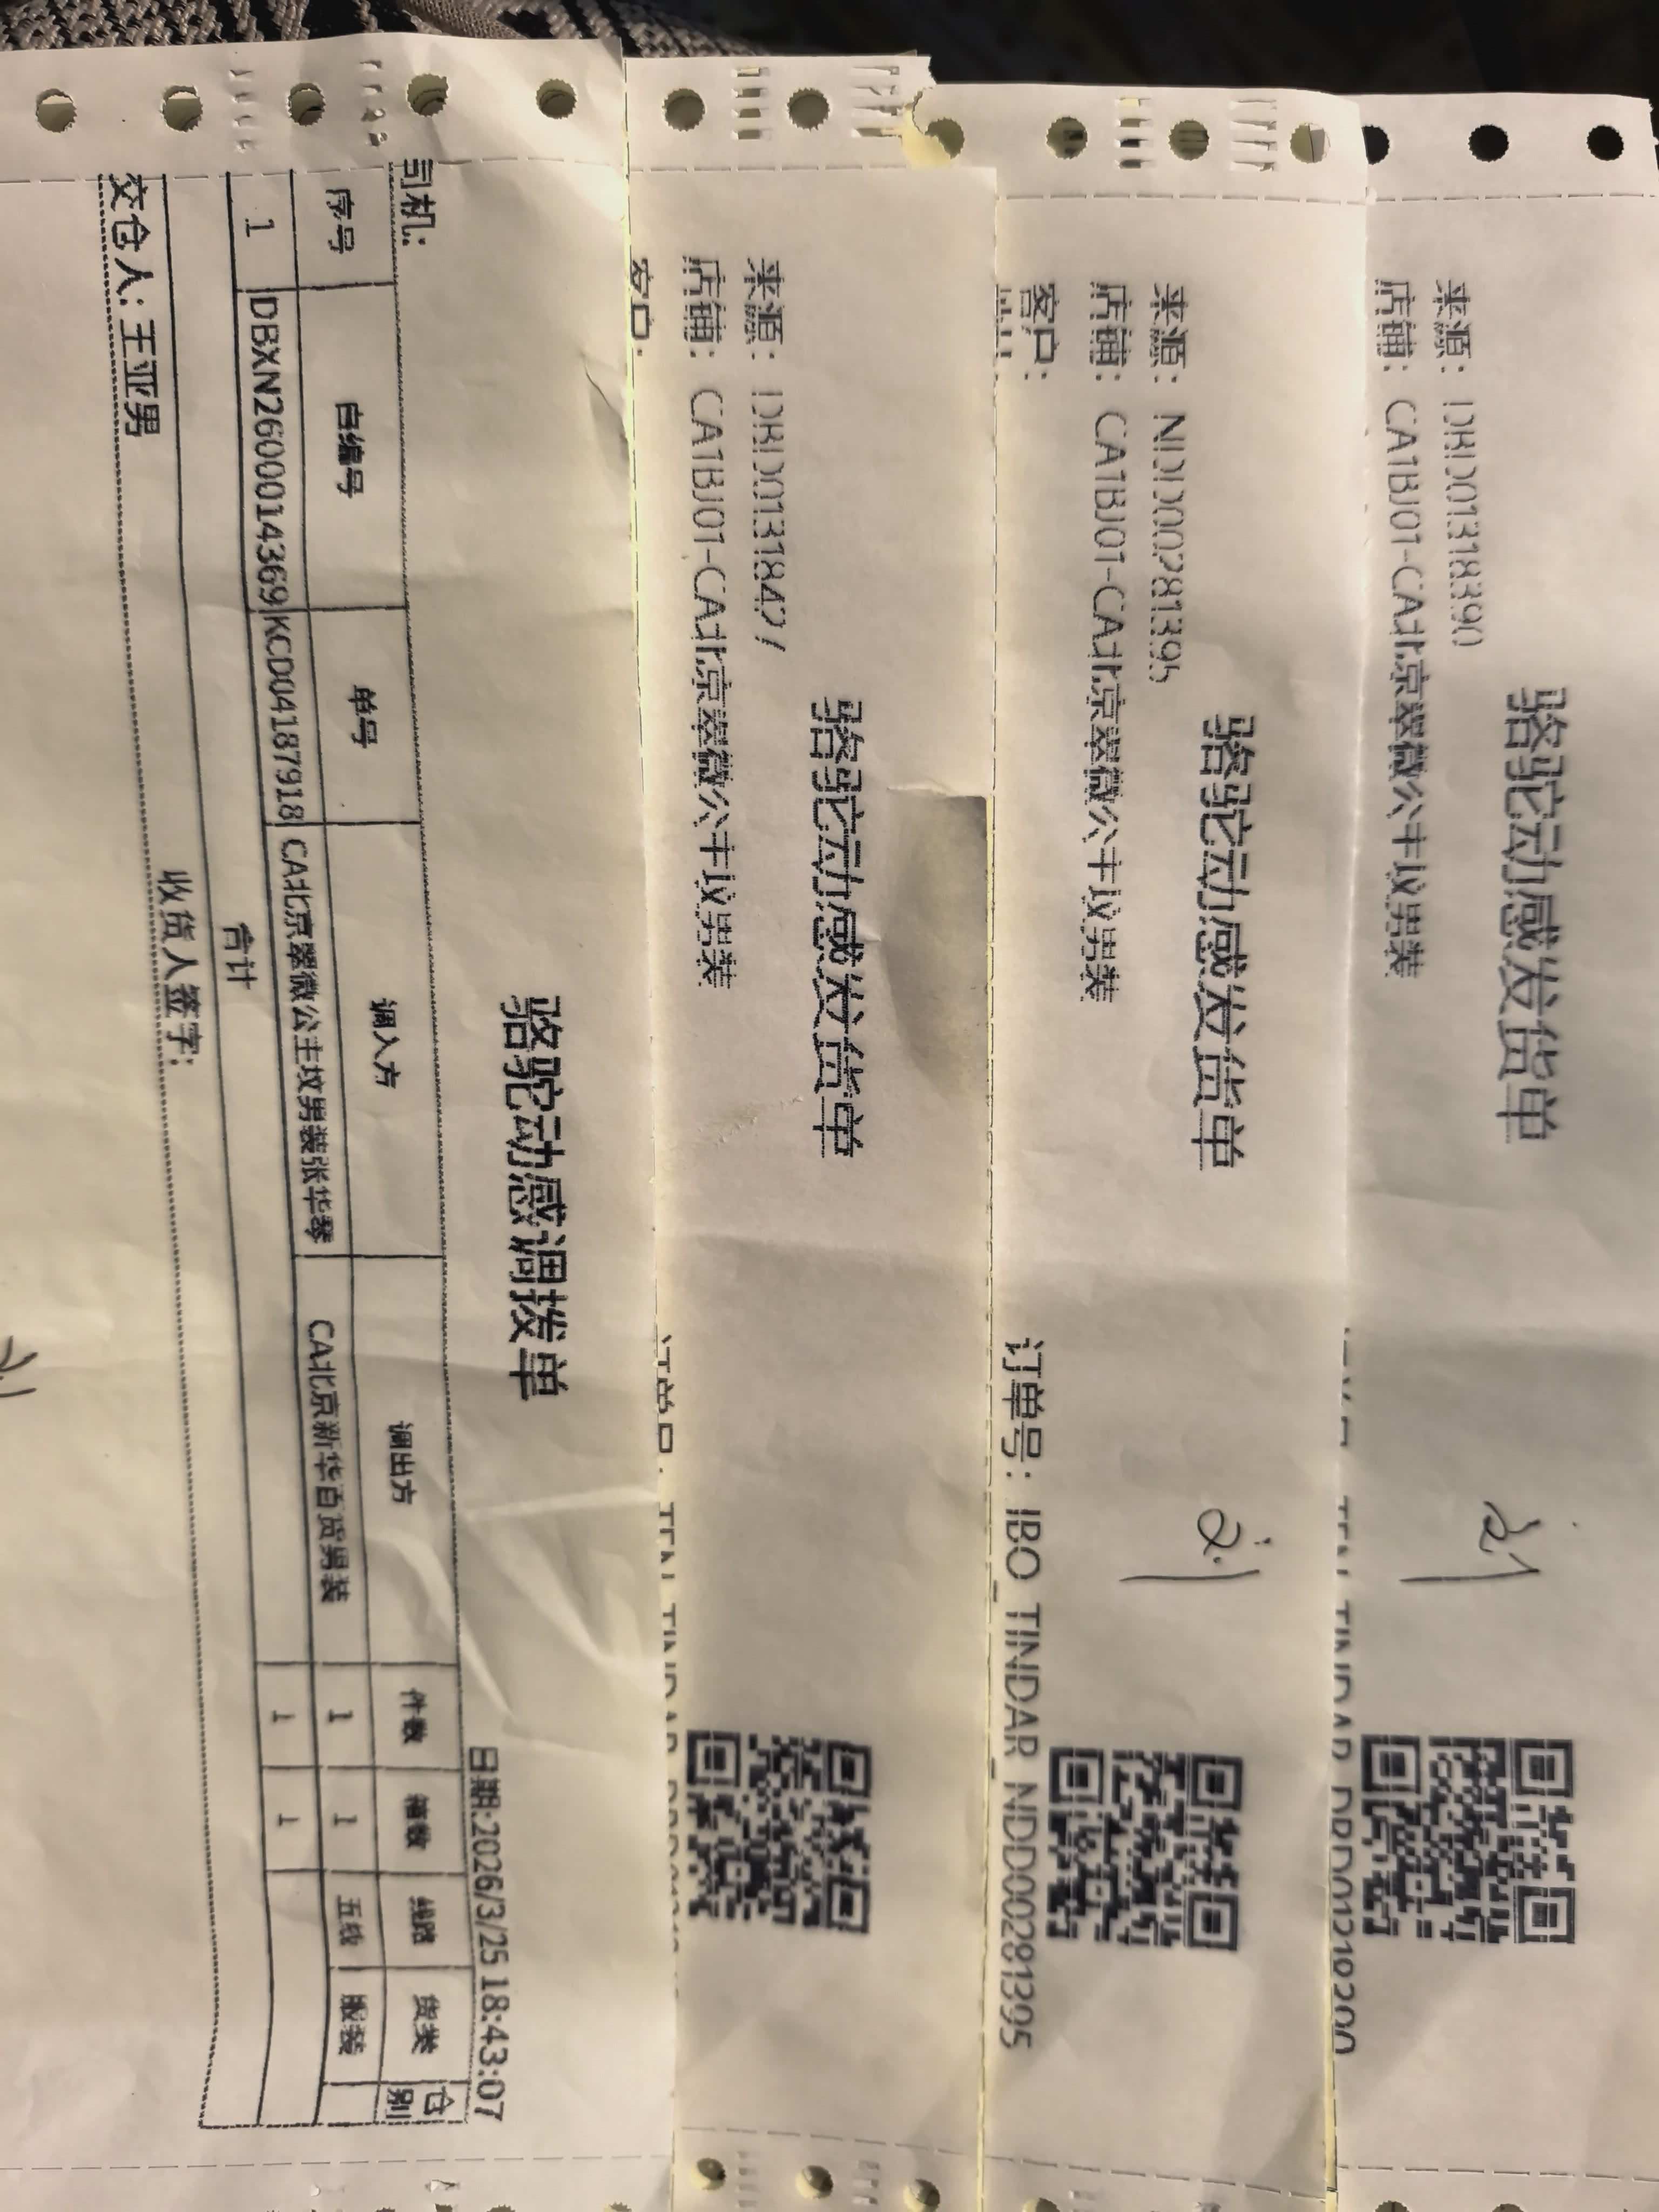 骆驼动感发货单
来源： DBD01318390
店铺： CA1BJ01-CA北京翠微公主坟男装
骆驼动感发货单
来源： NDD00281395
店铺： CA1BJ01-CA北京翠微公主坟男装
客户：
订单号：IBO_TINDAR_NDD00281395
骆驼动感发货单
来源： DBD01318427
店铺： CA1BJ01-CA北京翠微公主坟男装
客户：
骆驼动感调拨单
日期:2026/3/25 18:43:07
司机:
序号 自编号 单号 调入方 调出方 件数 箱数 线路 货类 仓别
1 DBXN2600014369 KCD04187918 CA北京翠微公主坟男装张华琴 CA北京新华百货男装 1 1 五线 服装
合计 1 1
交仓人: 王亚男 收货人签字: